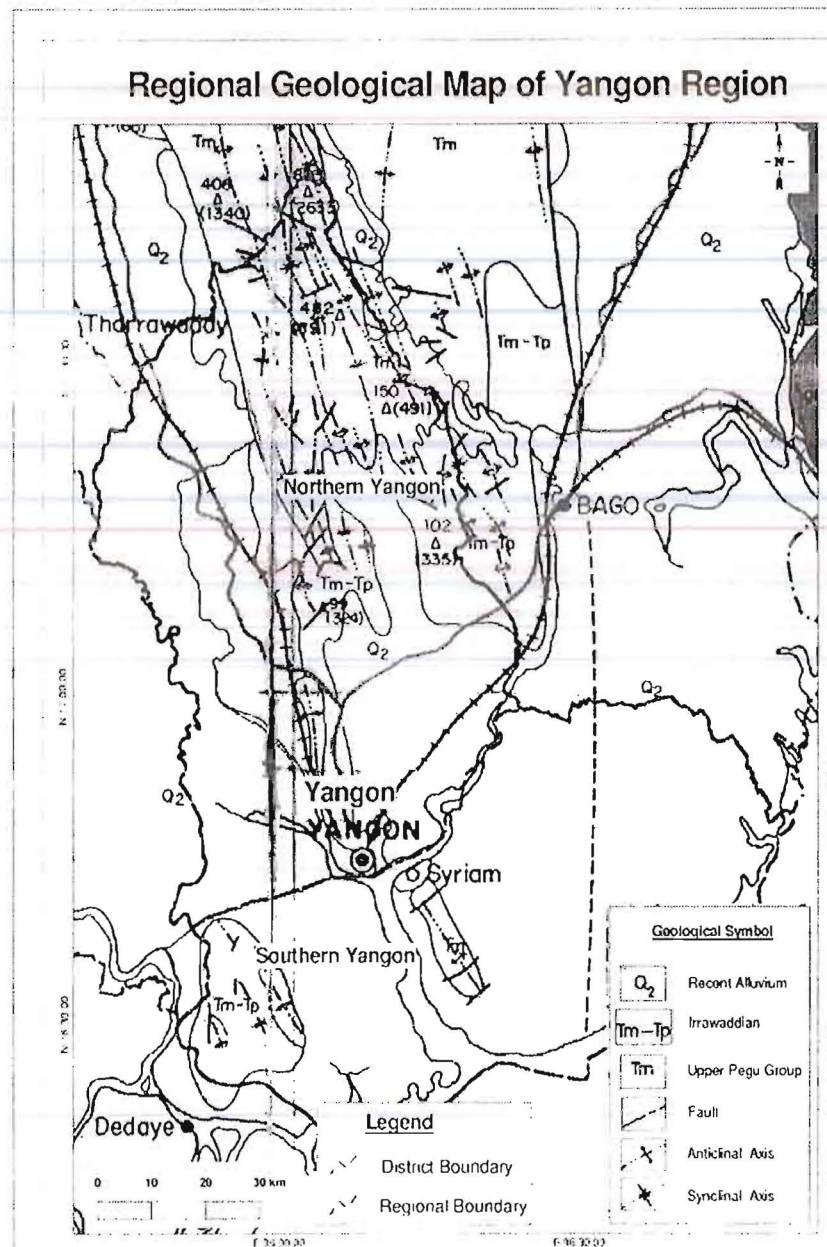 Regional Geological Map of Yangon Region
Tm
Tm
406
Δ
(1340)
Δ
-N-
Q2
Q2
Q2
Tharrawaddy
Tm-Tp
Tm
150
Δ(491)
Northern Yangon
BAGO
102
Δ
Tm-Tp
Tm-Tp
Q2
Q2
Q2
Yangon
YANGON
Syriam
Southern Yangon
Tm-Tp
Dedaye
0 10 20 30 km
Legend
District Boundary
Regional Boundary
Geological Symbol
Q2 Recent Alluvium
Tm-Tp Irrawaddian
Tm Upper Pegu Group
Fault
Anticlinal Axis
Synclinal Axis